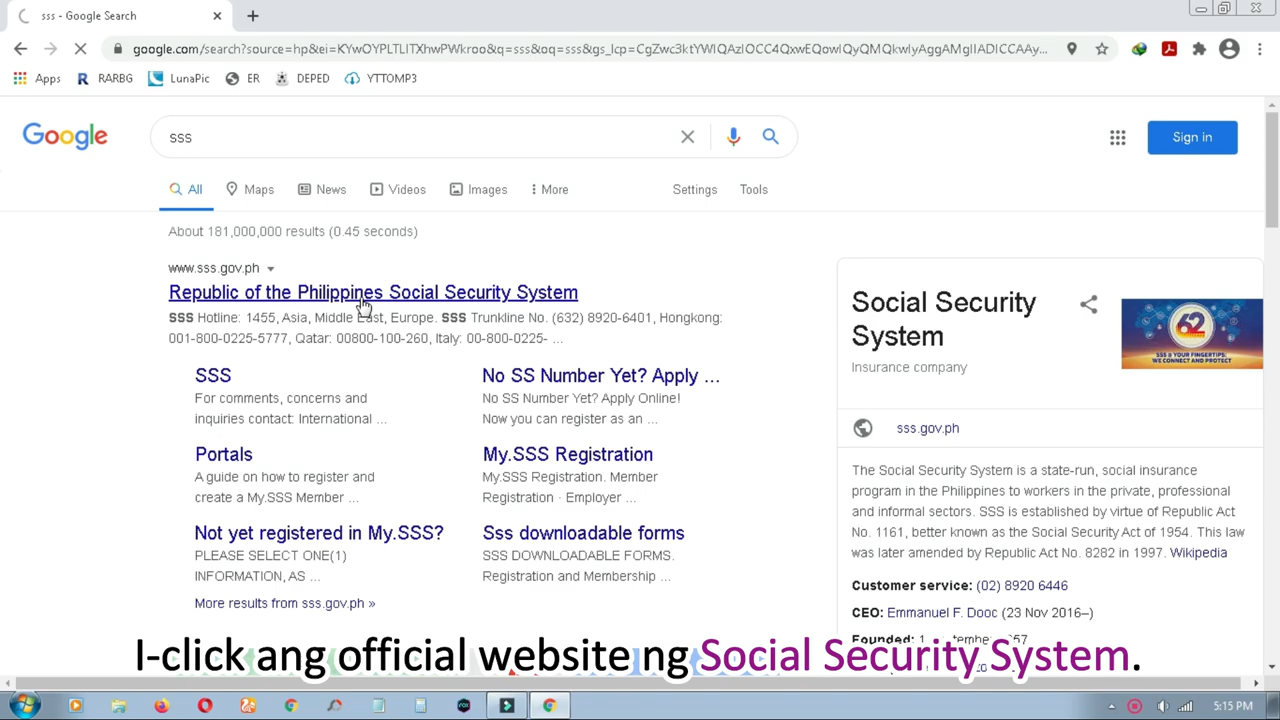 sss - Google Search
google.com/search?source=hp&ei=KYwOYPLTLITXhwPWkroo&q=sss&oq=sss&gs_lcp=CgZwc3ktYWIQAzIOCC4QxwEQowIQyQMQkwIyAggAMgIIADICCAAy...
Apps
RARBG
LunaPic
ER
DEPED
YTTOMP3
Google
sss
Sign in
All
Maps
News
Videos
Images
More
Settings
Tools
About 181,000,000 results (0.45 seconds)
www.sss.gov.ph
Republic of the Philippines Social Security System
SSS Hotline: 1455, Asia, Middle East, Europe. SSS Trunkline No. (632) 8920-6401, Hongkong:
001-800-0225-5777, Qatar: 00800-100-260, Italy: 00-800-0225- ...
SSS
For comments, concerns and
inquiries contact: International ...
No SS Number Yet? Apply ...
No SS Number Yet? Apply Online!
Now you can register as an ...
Portals
A guide on how to register and
create a My.SSS Member ...
My.SSS Registration
My.SSS Registration. Member
Registration · Employer ...
Not yet registered in My.SSS?
PLEASE SELECT ONE(1)
INFORMATION, AS ...
Sss downloadable forms
SSS DOWNLOADABLE FORMS.
Registration and Membership ...
More results from sss.gov.ph »
Social Security
System
Insurance company
62
SSS @ YOUR FINGERTIPS:
WE CONNECT AND PROTECT
sss.gov.ph
The Social Security System is a state-run, social insurance
program in the Philippines to workers in the private, professional
and informal sectors. SSS is established by virtue of Republic Act
No. 1161, better known as the Social Security Act of 1954. This law
was later amended by Republic Act No. 8282 in 1997. Wikipedia
Customer service: (02) 8920 6446
CEO: Emmanuel F. Dooc (23 Nov 2016–)
Founded:
I-click ang official website ng Social Security System.
5:15 PM